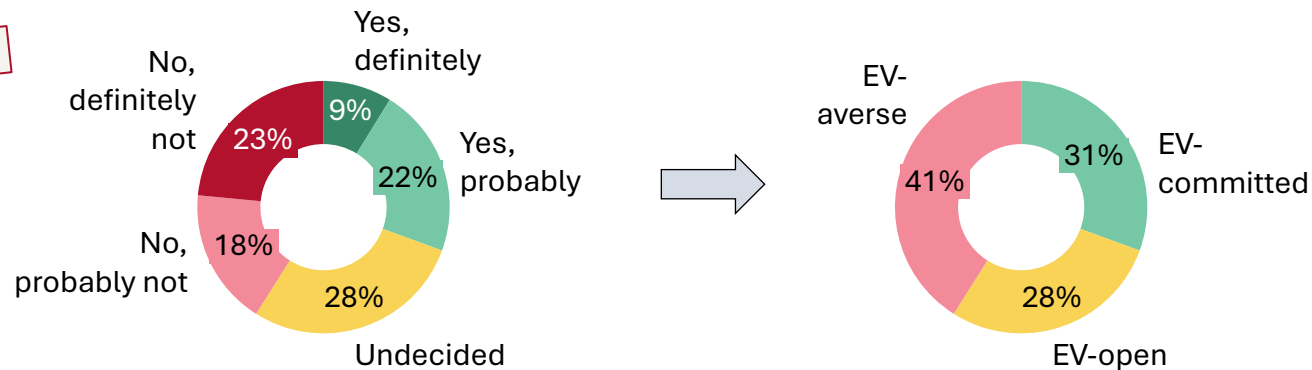 Yes,
definitely
No,
definitely
not
9%
23%
Yes,
probably
22%
No,
probably not
18%
28%
Undecided
EV-
averse
EV-
committed
31%
41%
28%
EV-open